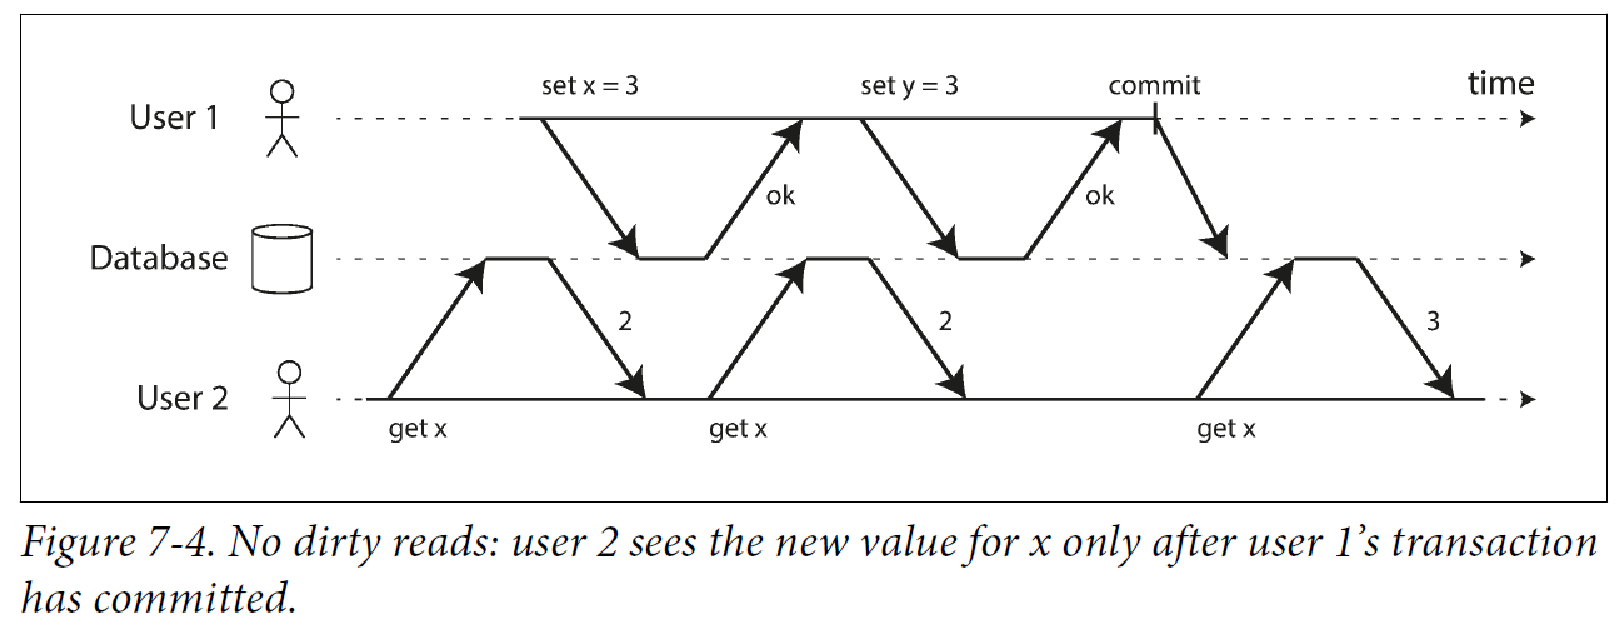 set x = 3 set y = 3 commit time
User 1
ok ok
Database
2 2 3
User 2
get x get x get x
Figure 7-4. No dirty reads: user 2 sees the new value for x only after user 1’s transaction
has committed.